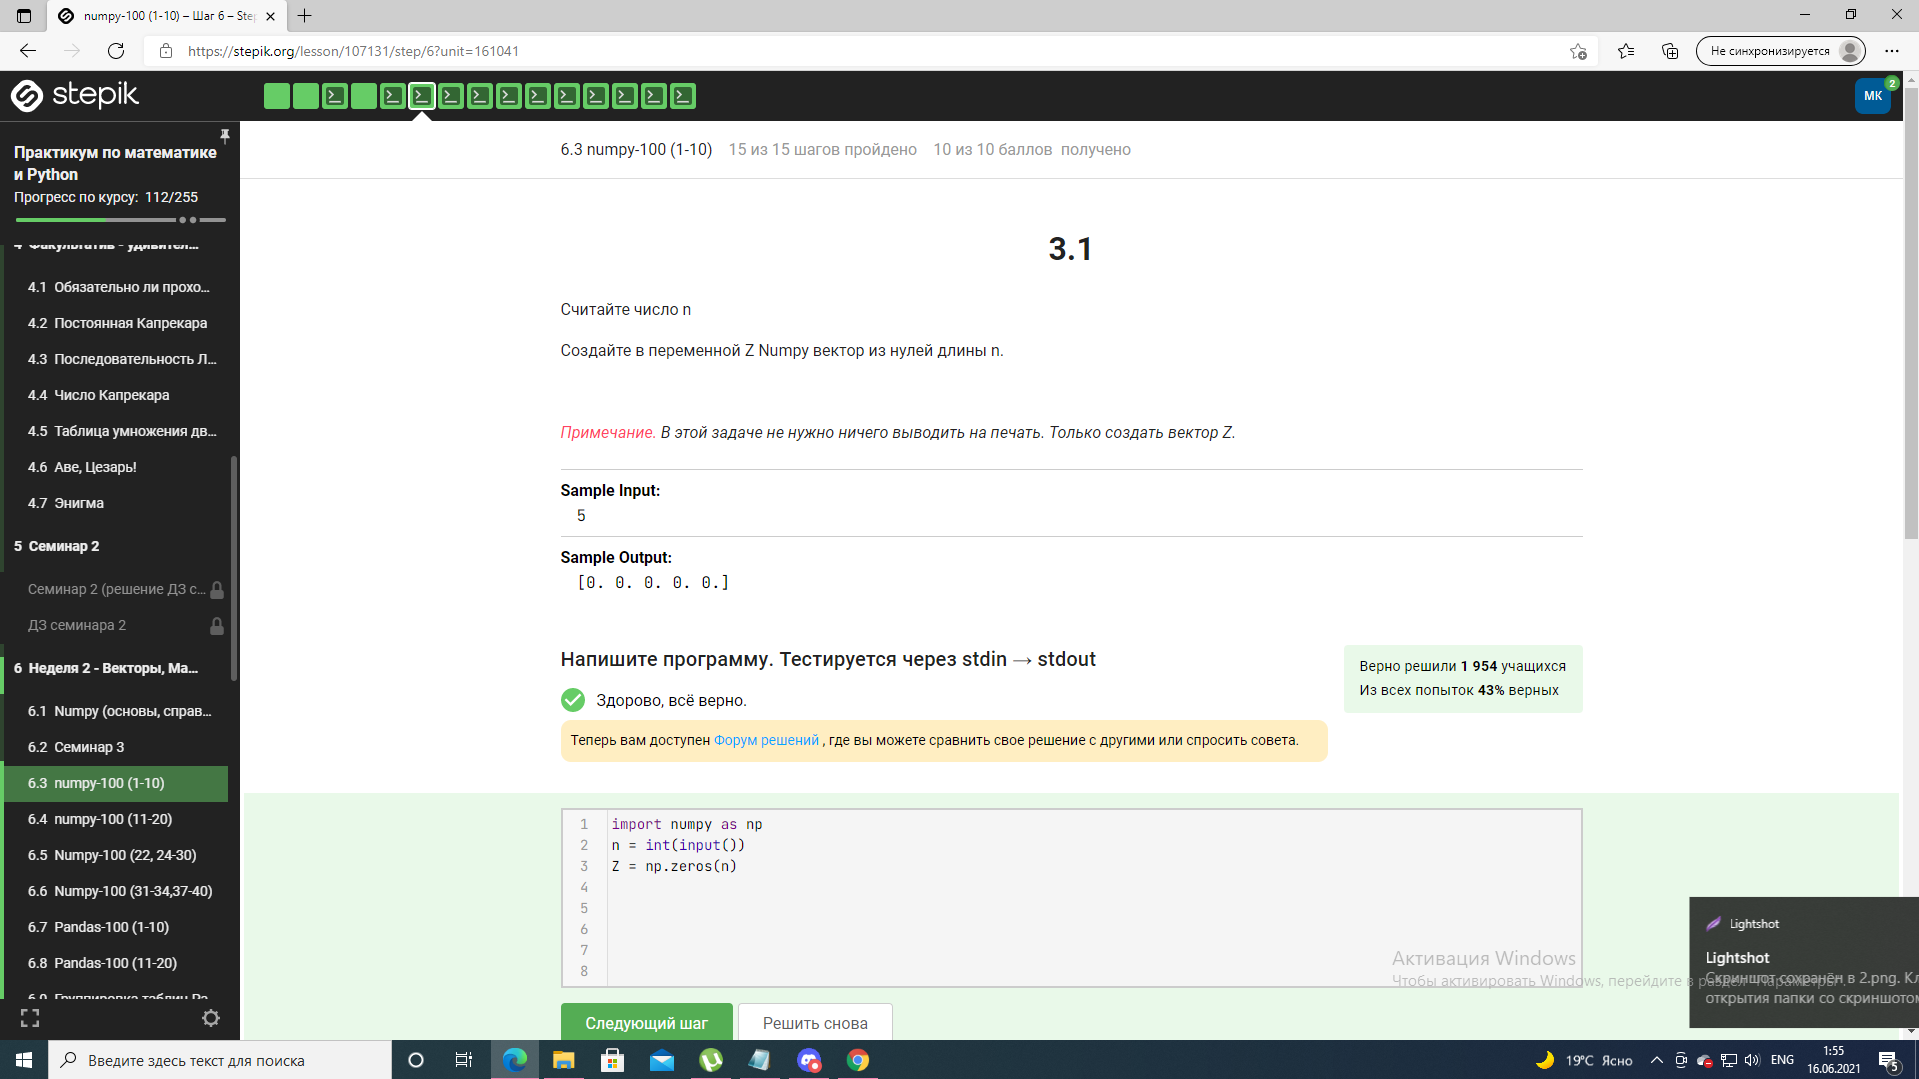 numpy-100 (1-10) – Шаг 6 – Step
https://stepik.org/lesson/107131/step/6?unit=161041
Не синхронизируется
stepik
МК
2
Практикум по математике
и Python
Прогресс по курсу: 112/255
4 Факультатив - удивител...
4.1 Обязательно ли прохо...
4.2 Постоянная Капрекара
4.3 Последовательность Л...
4.4 Число Капрекара
4.5 Таблица умножения дв...
4.6 Аве, Цезарь!
4.7 Энигма
5 Семинар 2
Семинар 2 (решение ДЗ с...
ДЗ семинара 2
6 Неделя 2 - Векторы, Ма...
6.1 Numpy (основы, справ...
6.2 Семинар 3
6.3 numpy-100 (1-10)
6.4 numpy-100 (11-20)
6.5 Numpy-100 (22, 24-30)
6.6 Numpy-100 (31-34,37-40)
6.7 Pandas-100 (1-10)
6.8 Pandas-100 (11-20)
6.9 Группировка таблиц Pa...
6.3 numpy-100 (1-10) 15 из 15 шагов пройдено 10 из 10 баллов получено
3.1
Считайте число n
Создайте в переменной Z Numpy вектор из нулей длины n.
Примечание. В этой задаче не нужно ничего выводить на печать. Только создать вектор Z.
Sample Input:
5
Sample Output:
[0. 0. 0. 0. 0.]
Напишите программу. Тестируется через stdin → stdout
Верно решили 1 954 учащихся
Из всех попыток 43% верных
Здорово, всё верно.
Теперь вам доступен Форум решений , где вы можете сравнить свое решение с другими или спросить совета.
1 import numpy as np
2 n = int(input())
3 Z = np.zeros(n)
4
5
6
7
8
Следующий шаг
Решить снова
Активация Windows
Чтобы активировать Windows, перейдите в раздел "Параметры".
Lightshot
Lightshot
Скриншот сохранён в 2.png. Кл
открытия папки со скриншотом
Введите здесь текст для поиска
19°C Ясно
ENG
1:55
16.06.2021
5